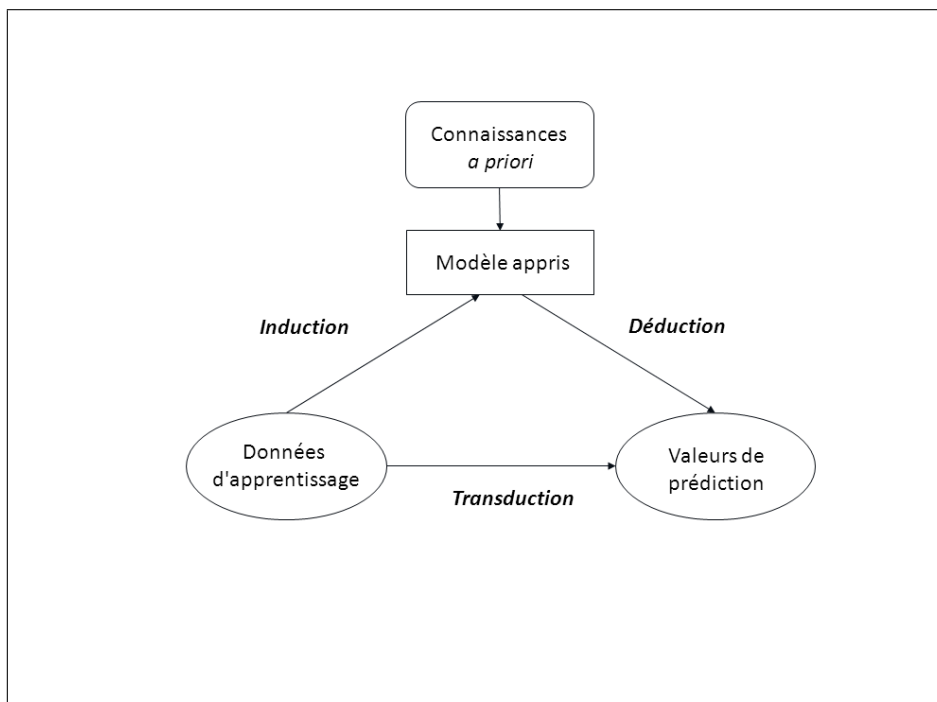 Connaissances
a priori
Modèle appris
Induction
Déduction
Données
d'apprentissage
Valeurs de
prédiction
Transduction